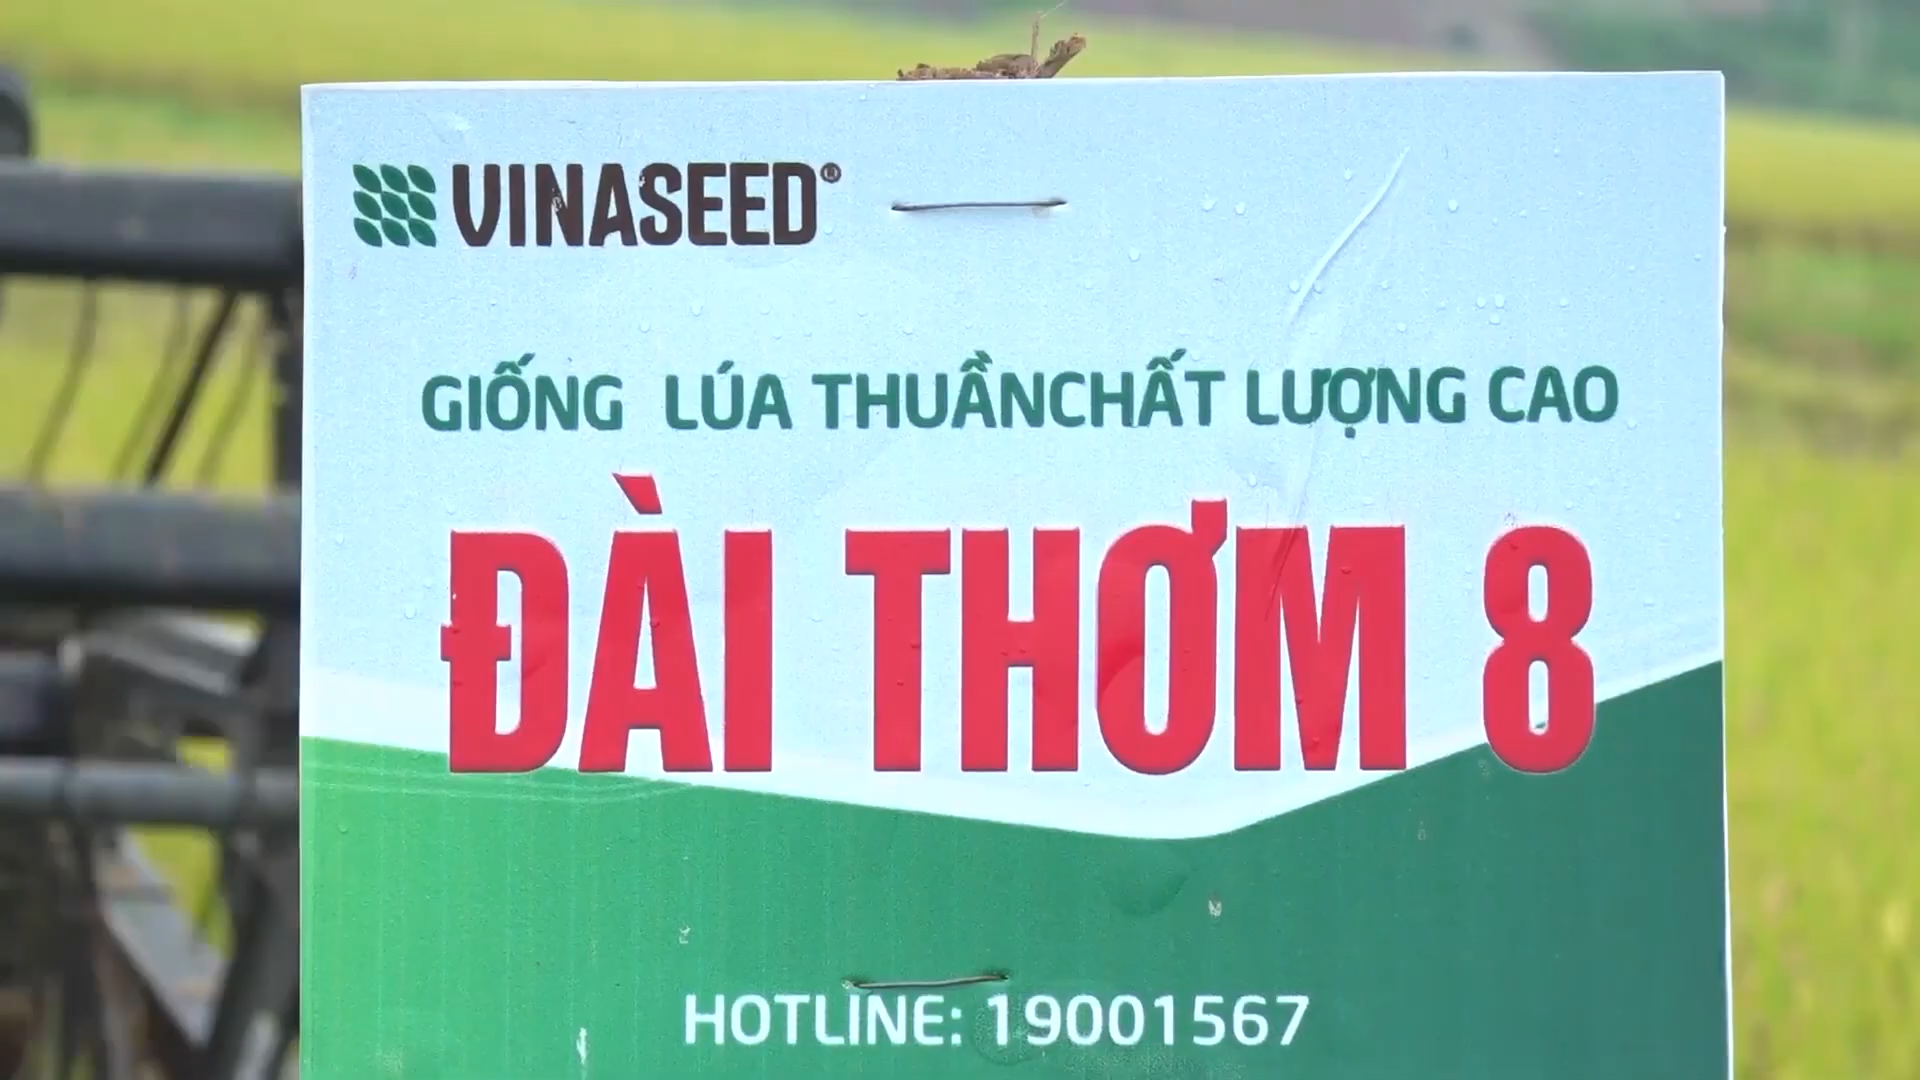 VINASEED®
GIỐNG LÚA THUẦNCHẤT LƯỢNG CAO
ĐÀI THƠM 8
HOTLINE: 19001567